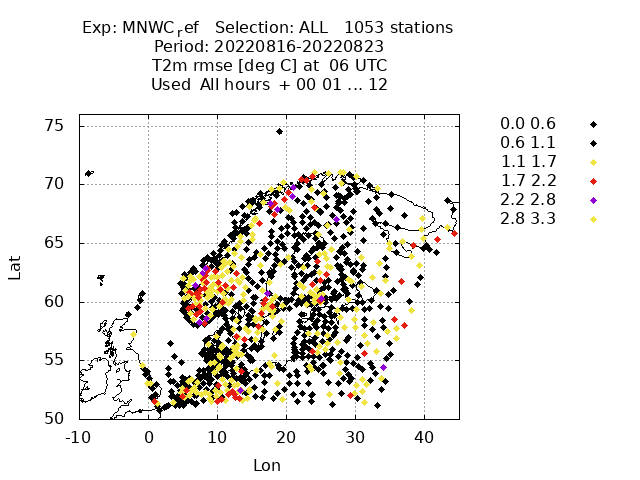 Exp: MNWC_ref   Selection: ALL   1053 stations
Period: 20220816-20220823
T2m rmse [deg C] at  06 UTC
Used  All hours  + 00 01 ... 12
0.0 0.6
0.6 1.1
1.1 1.7
1.7 2.2
2.2 2.8
2.8 3.3
75
70
65
60
55
50
Lat
-10 0 10 20 30 40
Lon